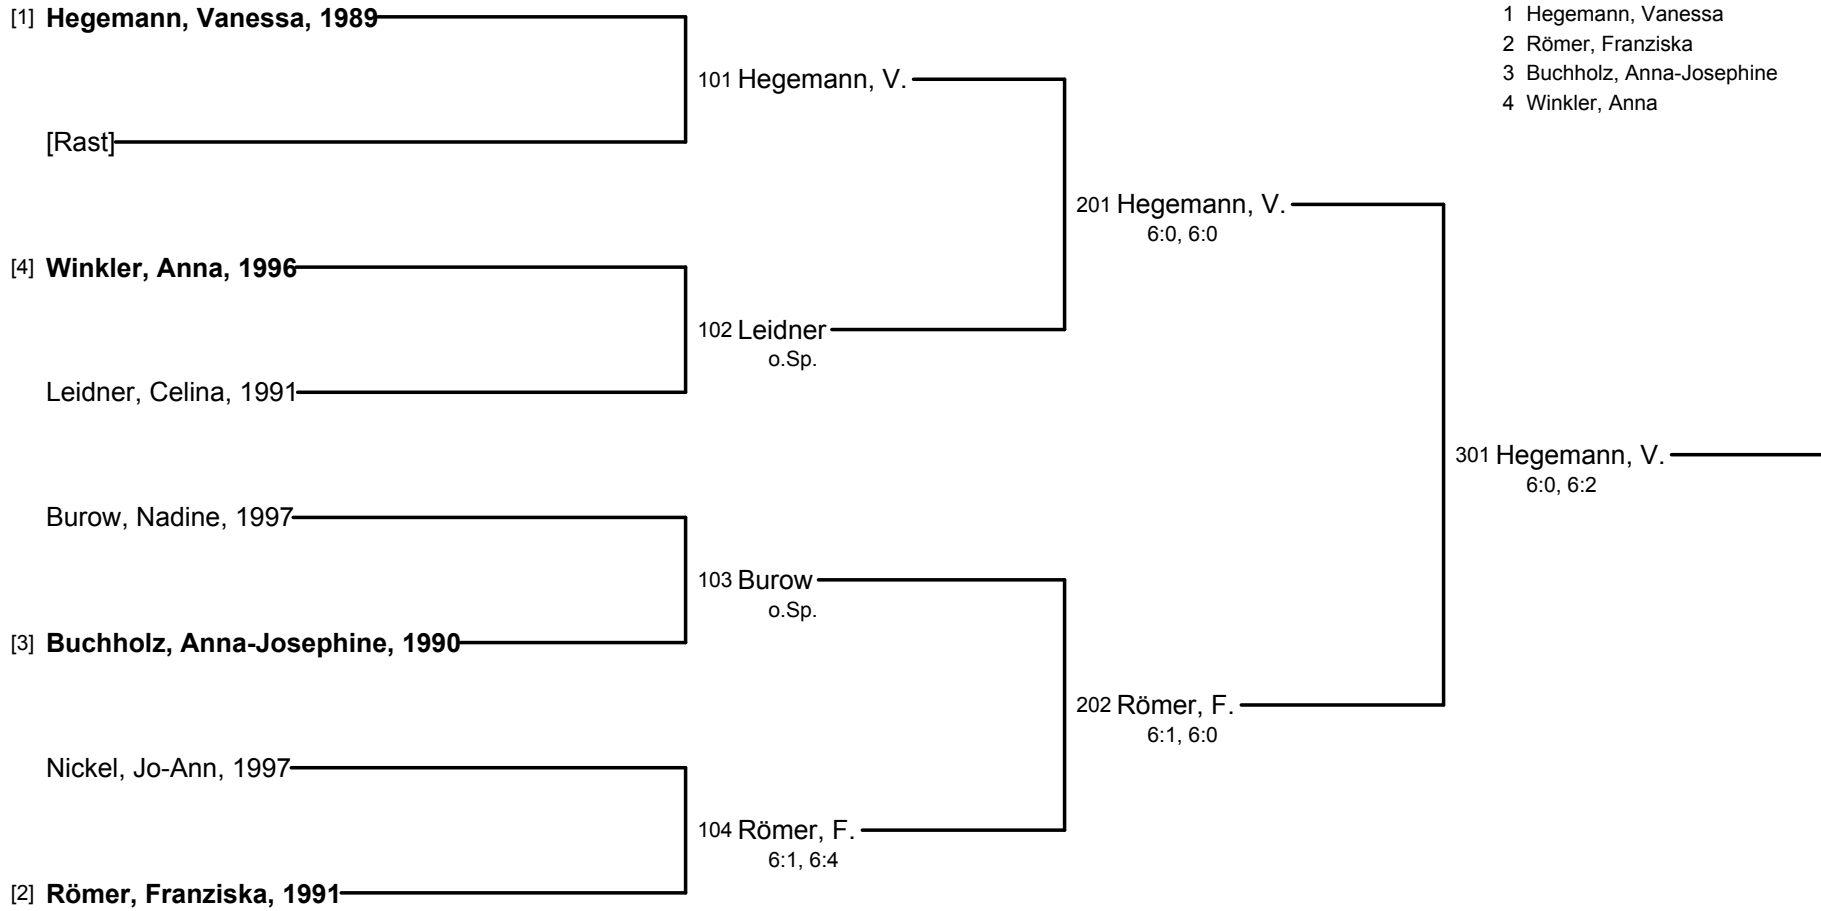 [1] Hegemann, Vanessa, 1989
[Rast]
[4] Winkler, Anna, 1996
Leidner, Celina, 1991
Burow, Nadine, 1997
[3] Buchholz, Anna-Josephine, 1990
Nickel, Jo-Ann, 1997
[2] Römer, Franziska, 1991
101 Hegemann, V.
102 Leidner
o.Sp.
103 Burow
o.Sp.
104 Römer, F.
6:1, 6:4
201 Hegemann, V.
6:0, 6:0
202 Römer, F.
6:1, 6:0
301 Hegemann, V.
6:0, 6:2
1 Hegemann, Vanessa
2 Römer, Franziska
3 Buchholz, Anna-Josephine
4 Winkler, Anna